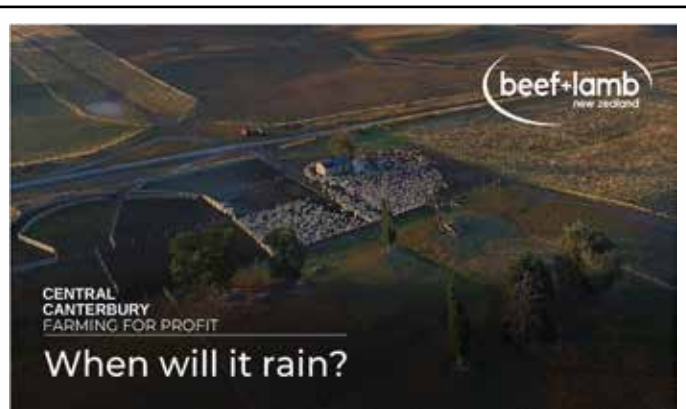 beef+lamb
new zealand
CENTRAL
CANTERBURY
FARMING FOR PROFIT
When will it rain?